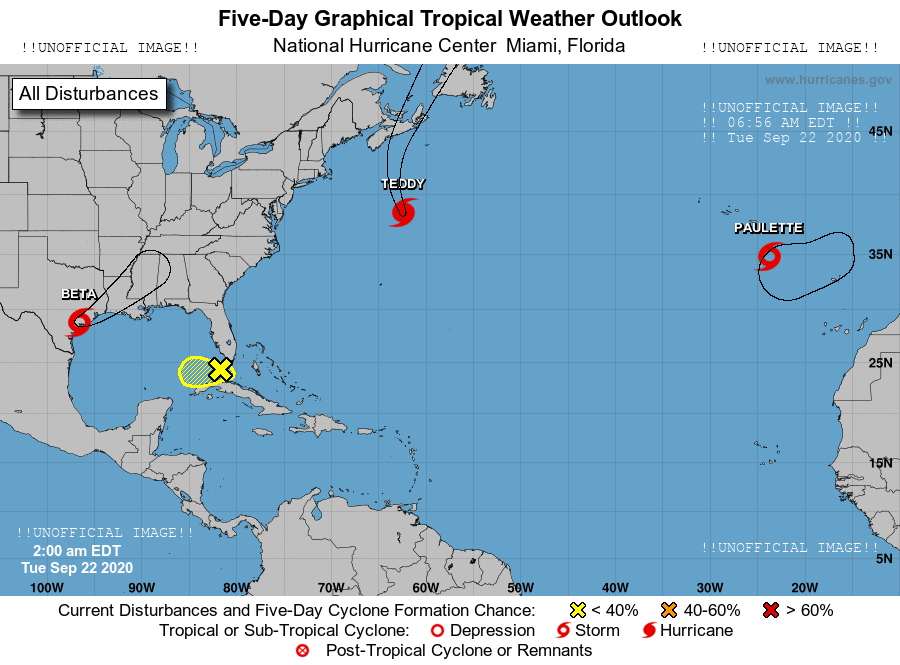 Five-Day Graphical Tropical Weather Outlook
!!UNOFFICIAL IMAGE!! National Hurricane Center Miami, Florida !!UNOFFICIAL IMAGE!!
www.hurricanes.gov
All Disturbances
!!UNOFFICIAL IMAGE!!
!! 06:56 AM EDT !!
!! Tue Sep 22 2020 !!
45N
TEDDY
PAULETTE
35N
BETA
25N
15N
!!UNOFFICIAL IMAGE!!
2:00 am EDT
Tue Sep 22 2020
!!UNOFFICIAL IMAGE!!
5N
100W 90W 80W 70W 60W 50W 40W 30W 20W
Current Disturbances and Five-Day Cyclone Formation Chance: < 40% 40-60% > 60%
Tropical or Sub-Tropical Cyclone: Depression Storm Hurricane
Post-Tropical Cyclone or Remnants